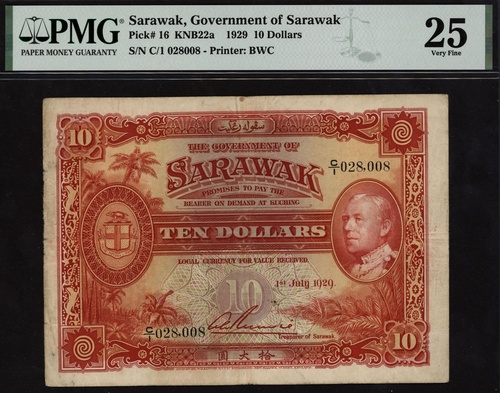 PMG
PAPER MONEY GUARANTY
Sarawak, Government of Sarawak
Pick# 16 KNB22a 1929 10 Dollars
S/N C/1 028008 - Printer: BWC
25
Very Fine
10
THE GOVERNMENT OF
SARAWAK
C/1 028,008
PROMISES TO PAY THE
BEARER ON DEMAND AT KUCHING
TEN DOLLARS
LOCAL CURRENCY FOR VALUE RECEIVED.
1st July 1929.
10
C/1 028,008
Treasurer of Sarawak
圓大拾
10